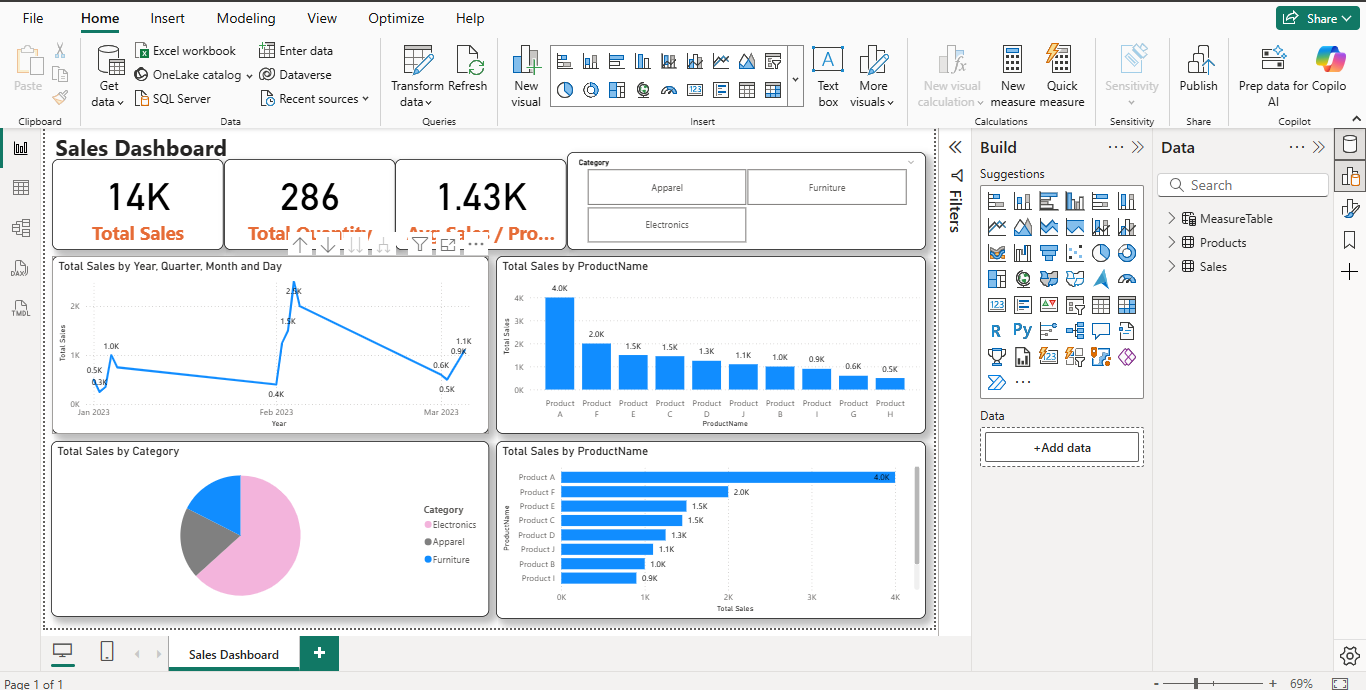 File Home Insert Modeling View Optimize Help Share
Paste
Clipboard
Get data
Excel workbook
OneLake catalog
SQL Server
Enter data
Dataverse
Recent sources
Data
Transform data
Refresh
Queries
New visual
Text box
More visuals
Insert
New visual calculation
New measure
Quick measure
Calculations
Sensitivity
Sensitivity
Publish
Share
Prep data for AI
Copilo
Copilot
DAX
TMDL
Sales Dashboard
14K
Total Sales
286
Total Quantity
1.43K
Avg Sales / Pro...
Category
Apparel
Furniture
Electronics
Total Sales by Year, Quarter, Month and Day
Total Sales
2K
1K
0K
0.5K
0.3K
1.0K
0.4K
1.5K
2.5K
0.6K
0.5K
0.9K
1.1K
Jan 2023
Feb 2023
Mar 2023
Year
Total Sales by ProductName
Total Sales
4K
3K
2K
1K
0K
4.0K
2.0K
1.5K
1.5K
1.3K
1.1K
1.0K
0.9K
0.6K
0.5K
Product A
Product F
Product E
Product C
Product D
Product J
Product B
Product I
Product G
Product H
ProductName
Total Sales by Category
Category
Electronics
Apparel
Furniture
Total Sales by ProductName
ProductName
Product A 4.0K
Product F 2.0K
Product E 1.5K
Product C 1.5K
Product D 1.3K
Product J 1.1K
Product B 1.0K
Product I 0.9K
0K 1K 2K 3K 4K
Total Sales
Filters
Build
Suggestions
123
R
Py
123
Data
+Add data
Data
Search
MeasureTable
Products
Sales
Sales Dashboard
+
Page 1 of 1
- + 69%